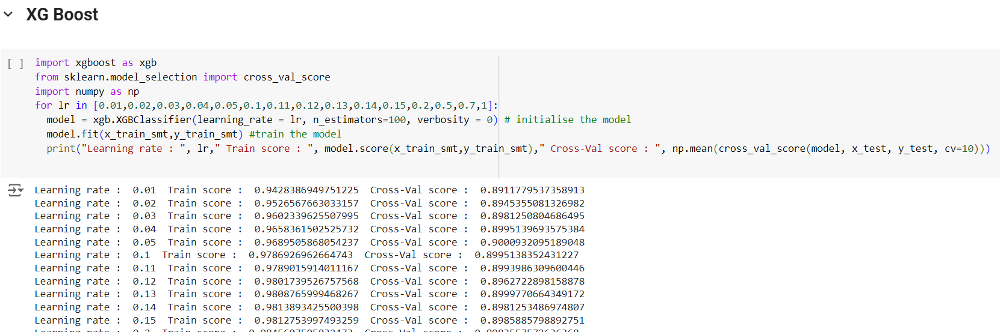 XG Boost
[ ] import xgboost as xgb
from sklearn.model_selection import cross_val_score
import numpy as np
for lr in [0.01,0.02,0.03,0.04,0.05,0.1,0.11,0.12,0.13,0.14,0.15,0.2,0.5,0.7,1]:
model = xgb.XGBClassifier(learning_rate = lr, n_estimators=100, verbosity = 0) # initialise the model
model.fit(x_train_smt,y_train_smt) #train the model
print("Learning rate : ", lr," Train score : ", model.score(x_train_smt,y_train_smt)," Cross-Val score : ", np.mean(cross_val_score(model, x_test, y_test, cv=10)))
Learning rate :  0.01  Train score :  0.9428386949751225  Cross-Val score :  0.8911779537358913
Learning rate :  0.02  Train score :  0.9526567663033157  Cross-Val score :  0.8945355081326982
Learning rate :  0.03  Train score :  0.9602339625507995  Cross-Val score :  0.8981250804686495
Learning rate :  0.04  Train score :  0.9658361502525732  Cross-Val score :  0.8995139693575384
Learning rate :  0.05  Train score :  0.9689505868054237  Cross-Val score :  0.9000932095189048
Learning rate :  0.1  Train score :  0.9786926962664743  Cross-Val score :  0.8995138352431227
Learning rate :  0.11  Train score :  0.9789015914011167  Cross-Val score :  0.8993986309600446
Learning rate :  0.12  Train score :  0.9801739526757568  Cross-Val score :  0.8962722898158878
Learning rate :  0.13  Train score :  0.9808765999468267  Cross-Val score :  0.8999770664349172
Learning rate :  0.14  Train score :  0.9813893425500398  Cross-Val score :  0.8981253486974807
Learning rate :  0.15  Train score :  0.9812753997493259  Cross-Val score :  0.8985885798892751
Learning rate :  0.2  Train score :   Cross-Val score :